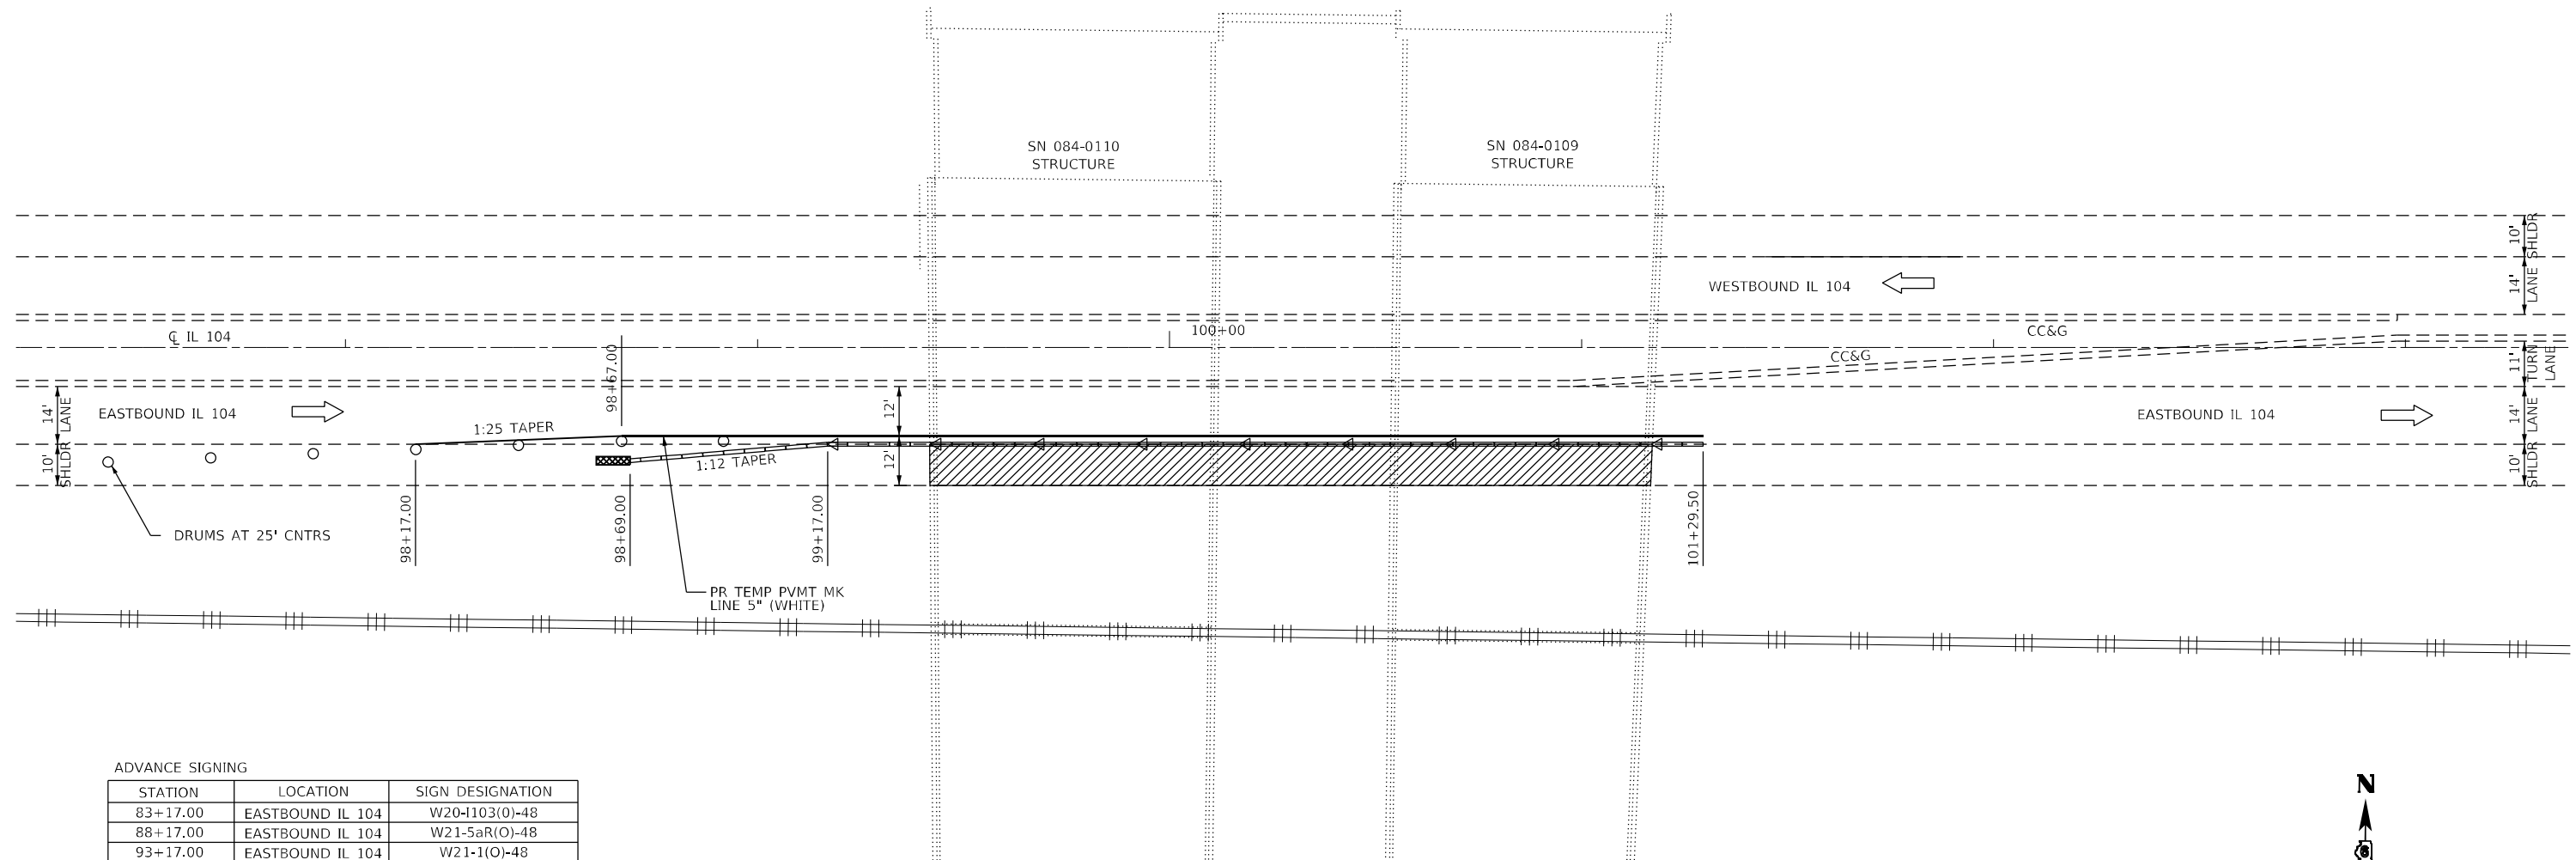 SN 084-0110
STRUCTURE
SN 084-0109
STRUCTURE
10'
SHLDR
WESTBOUND IL 104
14'
LANE
℄ IL 104
100+00
CC&G
CC&G
98+67.00
11'
TURN
LANE
14'
LANE
EASTBOUND IL 104
12'
EASTBOUND IL 104
14'
LANE
1:25 TAPER
10'
SHLDR
1:12 TAPER
12'
10'
SHLDR
DRUMS AT 25' CNTRS
98+17.00
98+69.00
99+17.00
101+29.50
PR TEMP PVMT MK
LINE 5" (WHITE)
ADVANCE SIGNING
STATION LOCATION SIGN DESIGNATION
83+17.00 EASTBOUND IL 104 W20-I103(0)-48
88+17.00 EASTBOUND IL 104 W21-5aR(O)-48
93+17.00 EASTBOUND IL 104 W21-1(O)-48
N